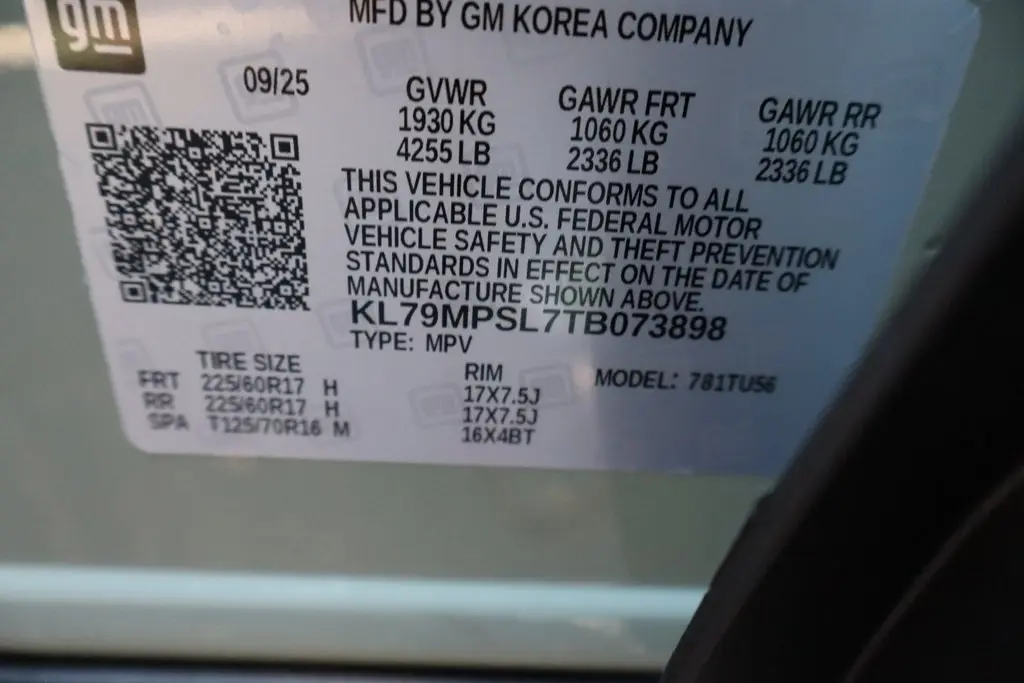 gm
MFD BY GM KOREA COMPANY
09/25
GVWR GAWR FRT GAWR RR
1930 KG 1060 KG 1060 KG
4255 LB 2336 LB 2336 LB
THIS VEHICLE CONFORMS TO ALL
APPLICABLE U.S. FEDERAL MOTOR
VEHICLE SAFETY AND THEFT PREVENTION
STANDARDS IN EFFECT ON THE DATE OF
MANUFACTURE SHOWN ABOVE.
KL79MPSL7TB073898
TYPE: MPV
TIRE SIZE RIM MODEL: 781TU56
FRT 225/60R17 H 17X7.5J
RR 225/60R17 H 17X7.5J
SPA T125/70R16 M 16X4BT